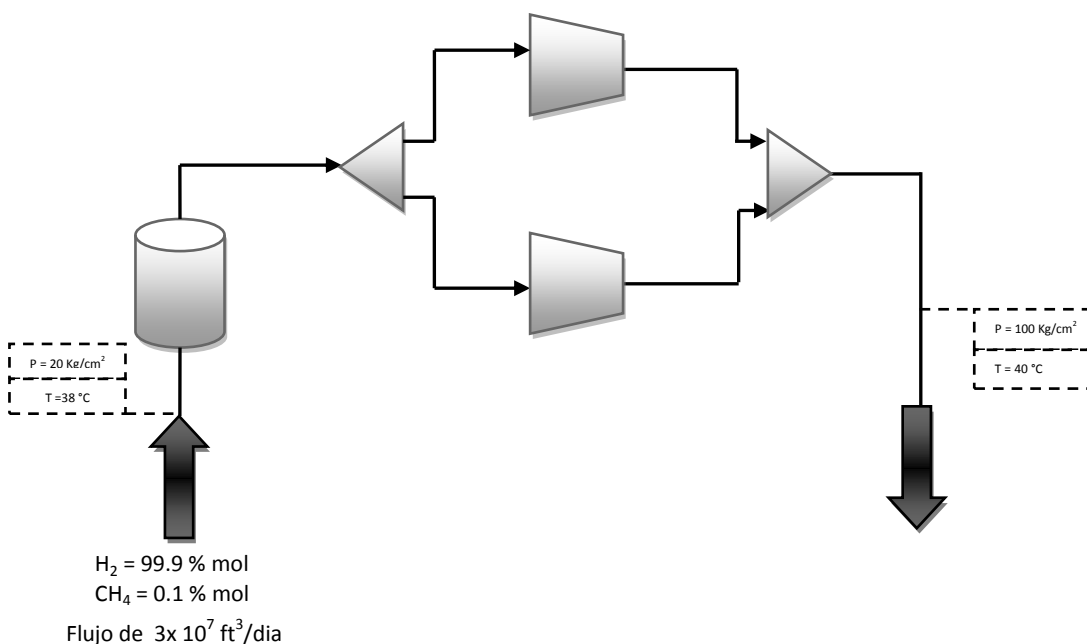 P = 20 Kg/cm²
T =38 °C
H₂ = 99.9 % mol
CH₄ = 0.1 % mol
Flujo de 3x 10⁷ ft³/dia
P = 100 Kg/cm²
T = 40 °C